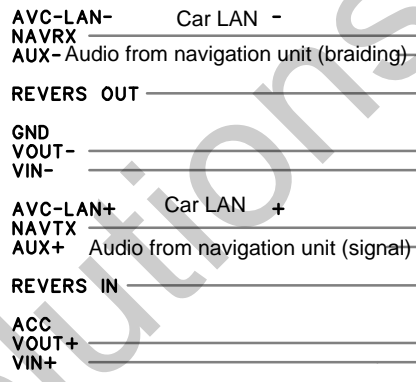 AVC-LAN- Car LAN -
NAVRX
AUX- Audio from navigation unit (braiding)
REVERS OUT
GND
VOUT-
VIN-
AVC-LAN+ Car LAN +
NAVTX
AUX+ Audio from navigation unit (signal)
REVERS IN
ACC
VOUT+
VIN+